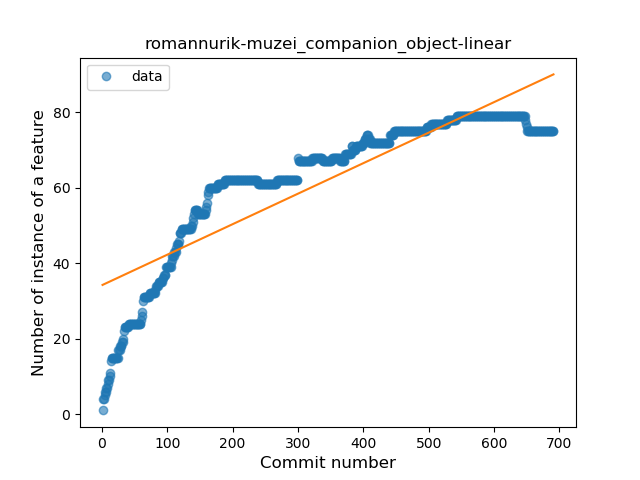 romannurik-muzei_companion_object-linear
data
Number of instance of a feature
80
60
40
20
0
0 100 200 300 400 500 600 700
Commit number